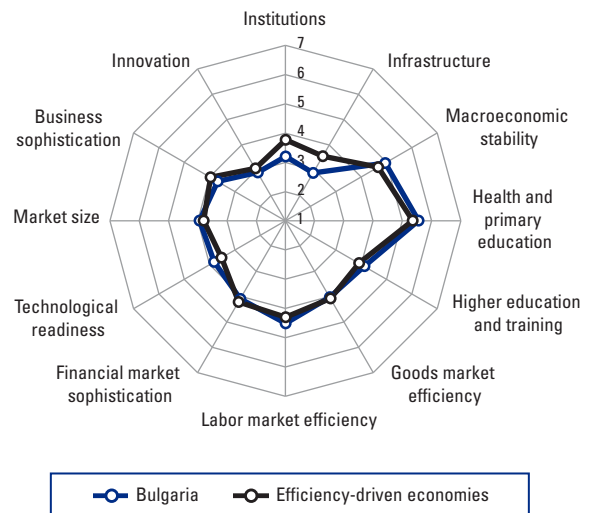 Institutions
7
6
5
4
3
2
1
Infrastructure
Macroeconomic
stability
Health and
primary
education
Higher education
and training
Goods market
efficiency
Labor market efficiency
Financial market
sophistication
Technological
readiness
Market size
Business
sophistication
Innovation
Bulgaria
Efficiency-driven economies